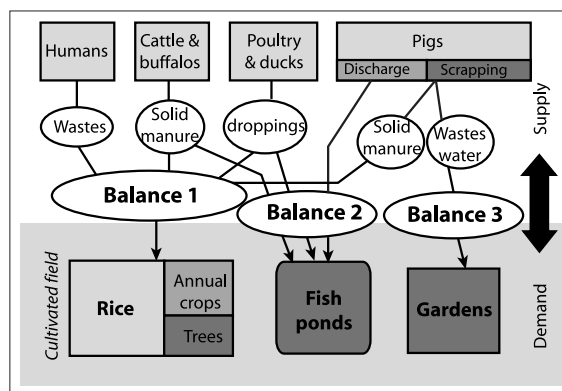 Humans
Cattle &
buffalos
Poultry
& ducks
Pigs
Discharge
Scrapping
Wastes
Solid
manure
droppings
Solid
manure
Wastes
water
Supply
Balance 1
Balance 2
Balance 3
Cultivated field
Rice
Annual
crops
Trees
Fish
ponds
Gardens
Demand